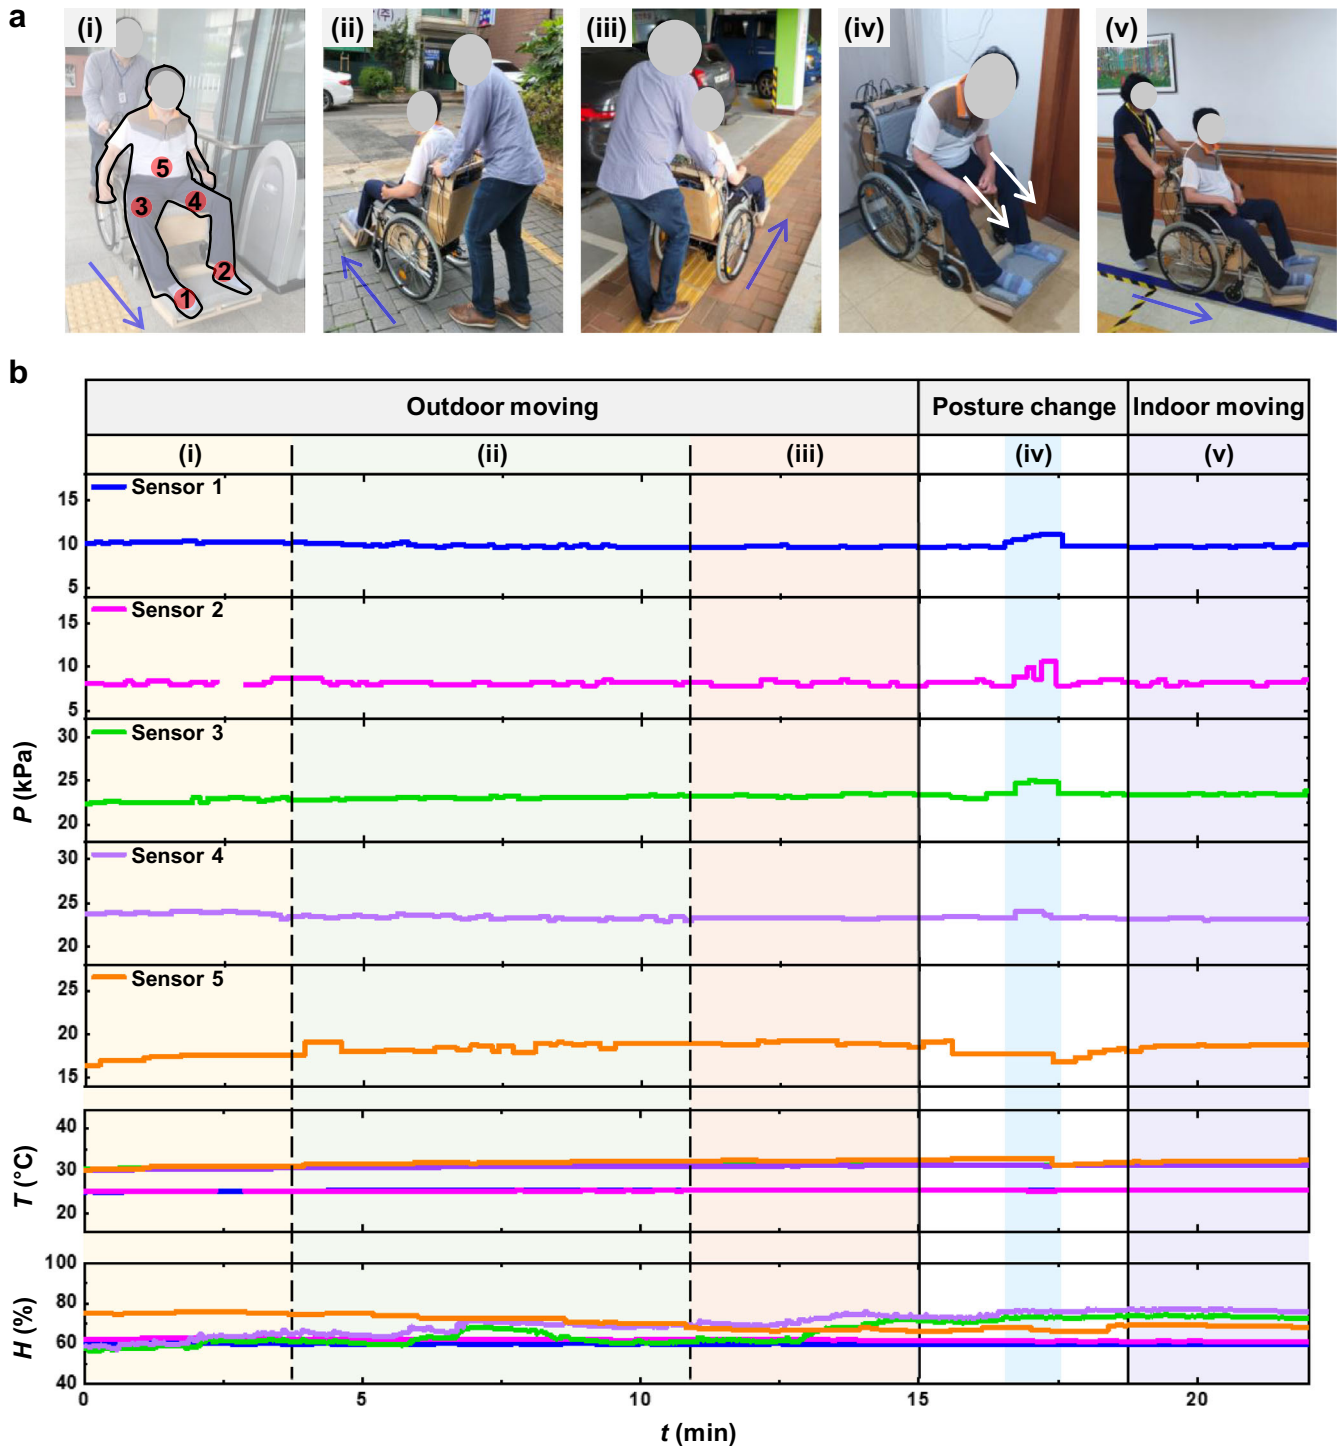 a
(i)
(ii)
(iii)
(iv)
(v)
5
3
4
2
1
b
Outdoor moving
Posture change
Indoor moving
(i)
(ii)
(iii)
(iv)
(v)
Sensor 1
15
10
5
Sensor 2
15
10
5
Sensor 3
30
25
20
Sensor 4
30
25
20
Sensor 5
25
20
15
P (kPa)
40
30
20
T (°C)
100
80
60
40
H (%)
0
5
10
15
20
t (min)